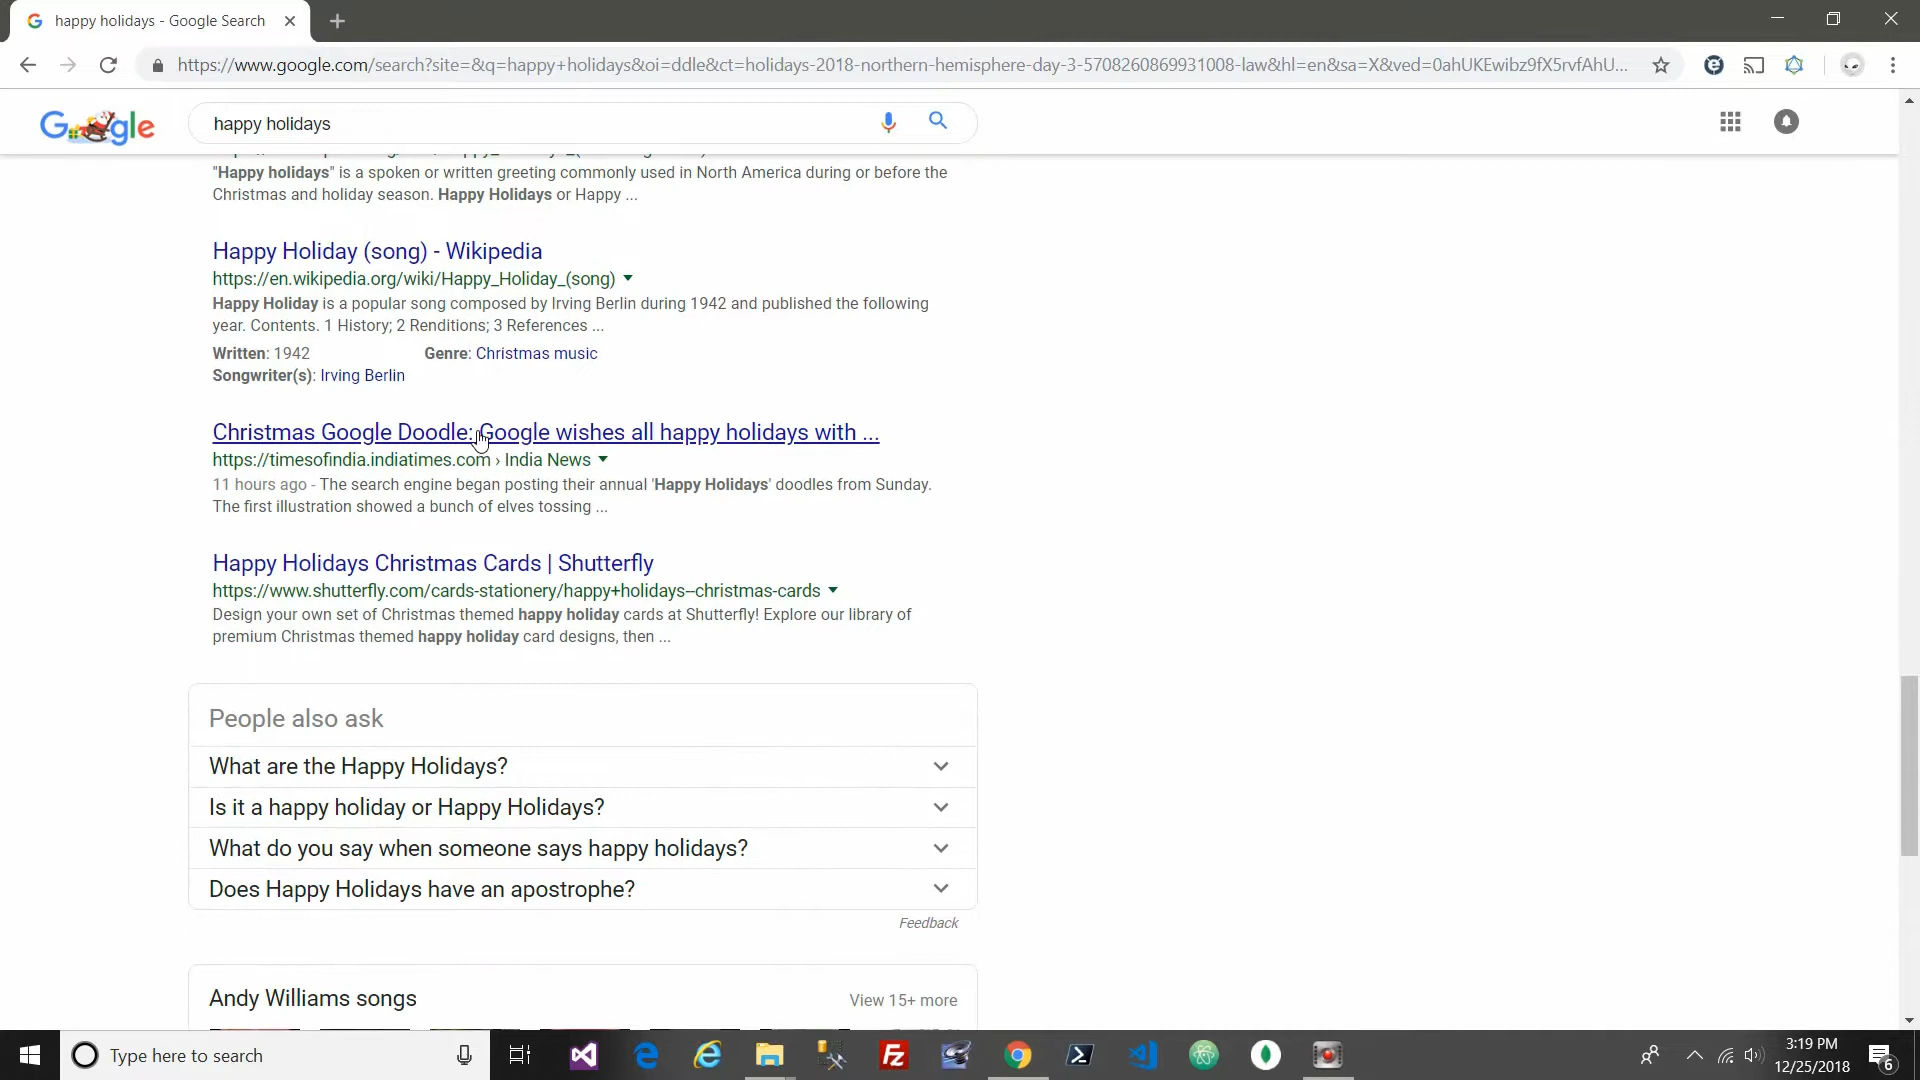 happy holidays - Google Search
https://www.google.com/search?site=&q=happy+holidays&oi=ddle&ct=holidays-2018-northern-hemisphere-day-3-5708260869931008-law&hl=en&sa=X&ved=0ahUKEwibz9fX5rvfAhU...
Google
happy holidays
"Happy holidays" is a spoken or written greeting commonly used in North America during or before the
Christmas and holiday season. Happy Holidays or Happy ...
Happy Holiday (song) - Wikipedia
https://en.wikipedia.org/wiki/Happy_Holiday_(song)
Happy Holiday is a popular song composed by Irving Berlin during 1942 and published the following
year. Contents. 1 History; 2 Renditions; 3 References ...
Written: 1942 Genre: Christmas music
Songwriter(s): Irving Berlin
Christmas Google Doodle: Google wishes all happy holidays with ...
https://timesofindia.indiatimes.com › India News
11 hours ago - The search engine began posting their annual 'Happy Holidays' doodles from Sunday.
The first illustration showed a bunch of elves tossing ...
Happy Holidays Christmas Cards | Shutterfly
https://www.shutterfly.com/cards-stationery/happy+holidays--christmas-cards
Design your own set of Christmas themed happy holiday cards at Shutterfly! Explore our library of
premium Christmas themed happy holiday card designs, then ...
People also ask
What are the Happy Holidays?
Is it a happy holiday or Happy Holidays?
What do you say when someone says happy holidays?
Does Happy Holidays have an apostrophe?
Feedback
Andy Williams songs View 15+ more
Type here to search
3:19 PM
12/25/2018
6